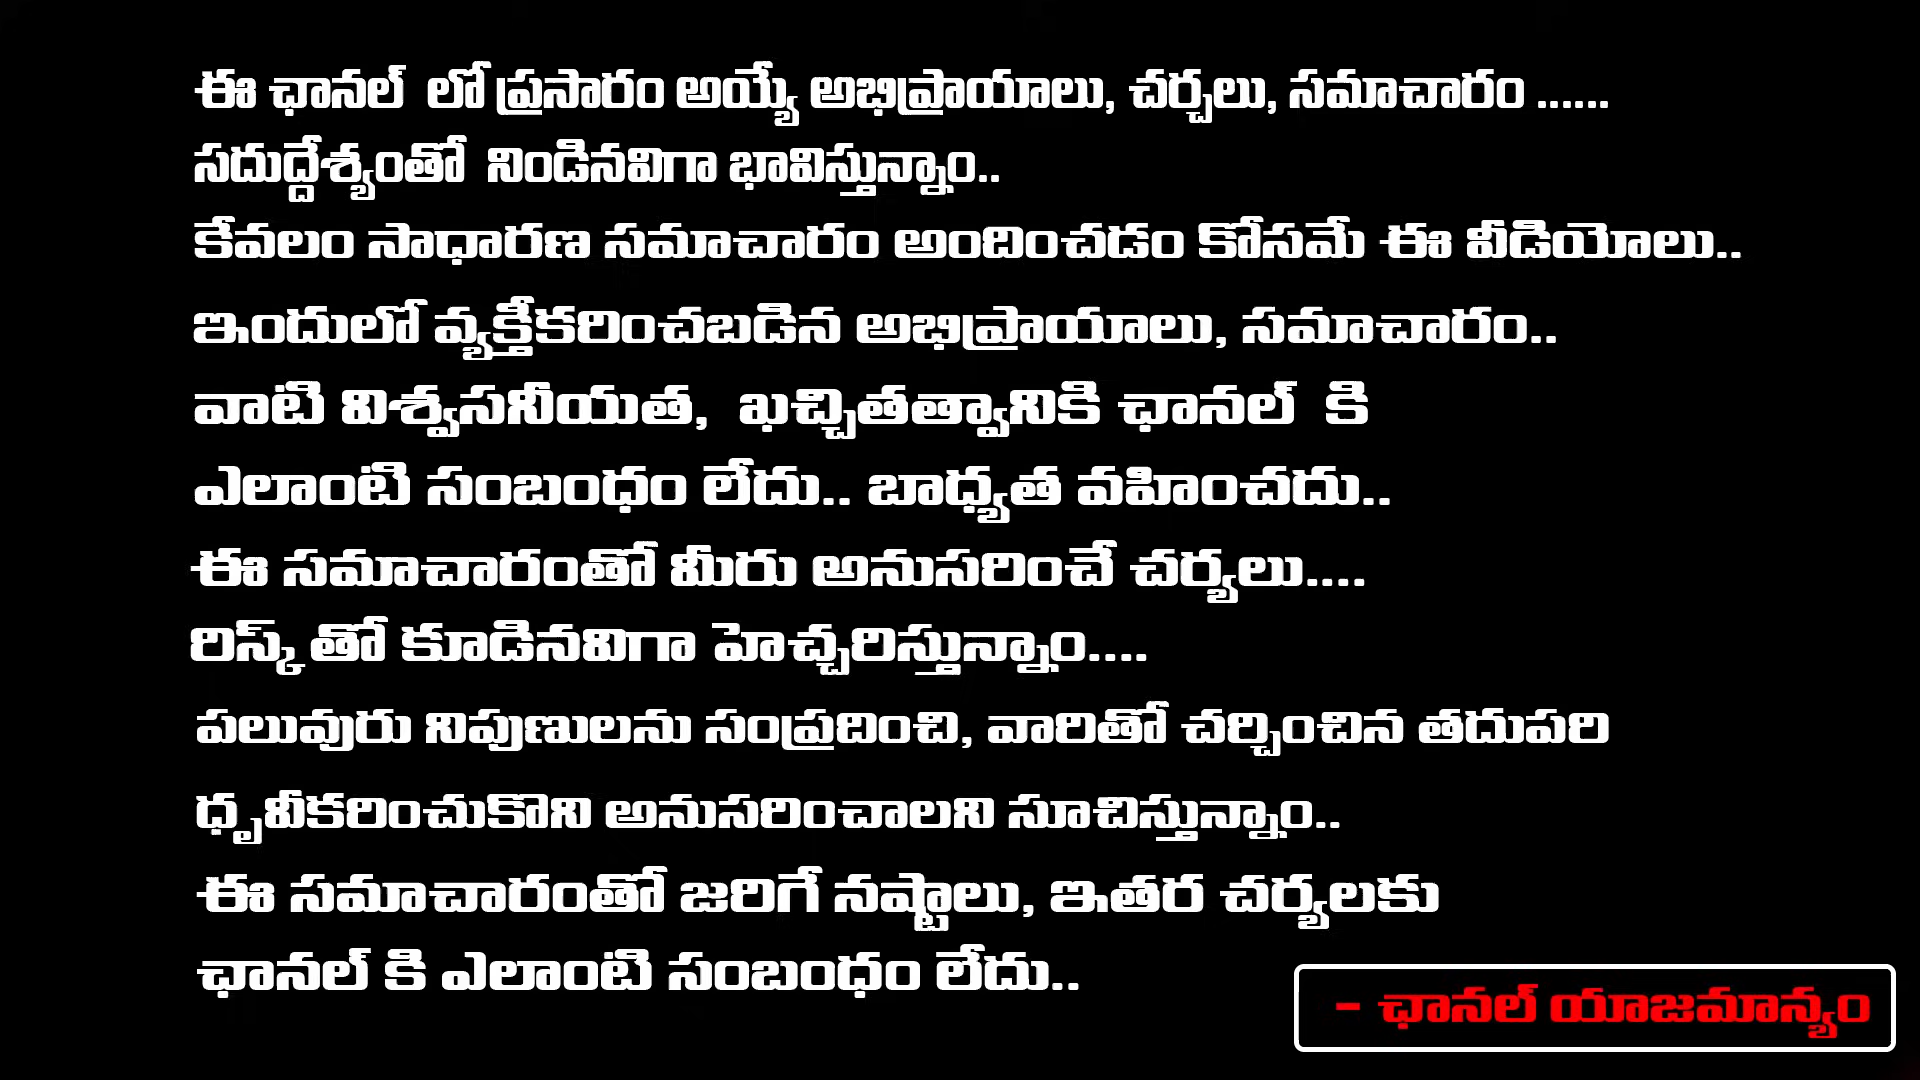 ఈ ఛానల్ లో ప్రసారం అయ్యే అభిప్రాయాలు, చర్చలు, సమాచారం ......
సదుద్దేశ్యంతో నిండినవిగా భావిస్తున్నాం..
కేవలం సాధారణ సమాచారం అందించడం కోసమే ఈ వీడియోలు..
ఇందులో వ్యక్తీకరించబడిన అభిప్రాయాలు, సమాచారం..
వాటి విశ్వసనీయత, ఖచ్చితత్వానికి ఛానల్ కి
ఎలాంటి సంబంధం లేదు.. బాధ్యత వహించదు..
ఈ సమాచారంతో మీరు అనుసరించే చర్యలు....
రిస్క్ తో కూడినవిగా హెచ్చరిస్తున్నాం....
పలువురు నిపుణులను సంప్రదించి, వారితో చర్చించిన తదుపరి
ధృవీకరించుకొని అనుసరించాలని సూచిస్తున్నాం..
ఈ సమాచారంతో జరిగే నష్టాలు, ఇతర చర్యలకు
ఛానల్ కి ఎలాంటి సంబంధం లేదు..
- ఛానల్ యాజమాన్యం